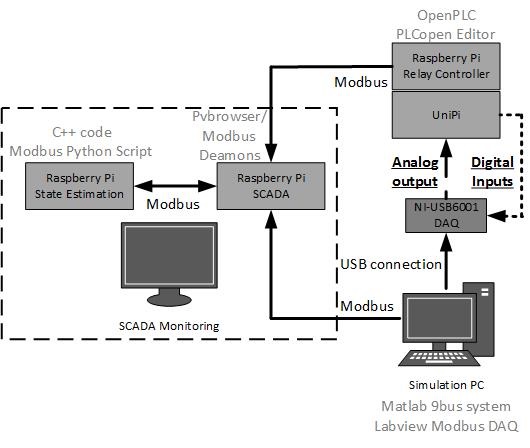 OpenPLC
PLCopen Editor
Raspberry Pi
Relay Controller
UniPi
Modbus
Pvbrowser/
Modbus
Deamons
C++ code
Modbus Python Script
Raspberry Pi
State Estimation
Modbus
Raspberry Pi
SCADA
Analog
output
Digital
Inputs
NI-USB6001
DAQ
USB connection
Modbus
SCADA Monitoring
Simulation PC
Matlab 9bus system
Labview Modbus DAQ